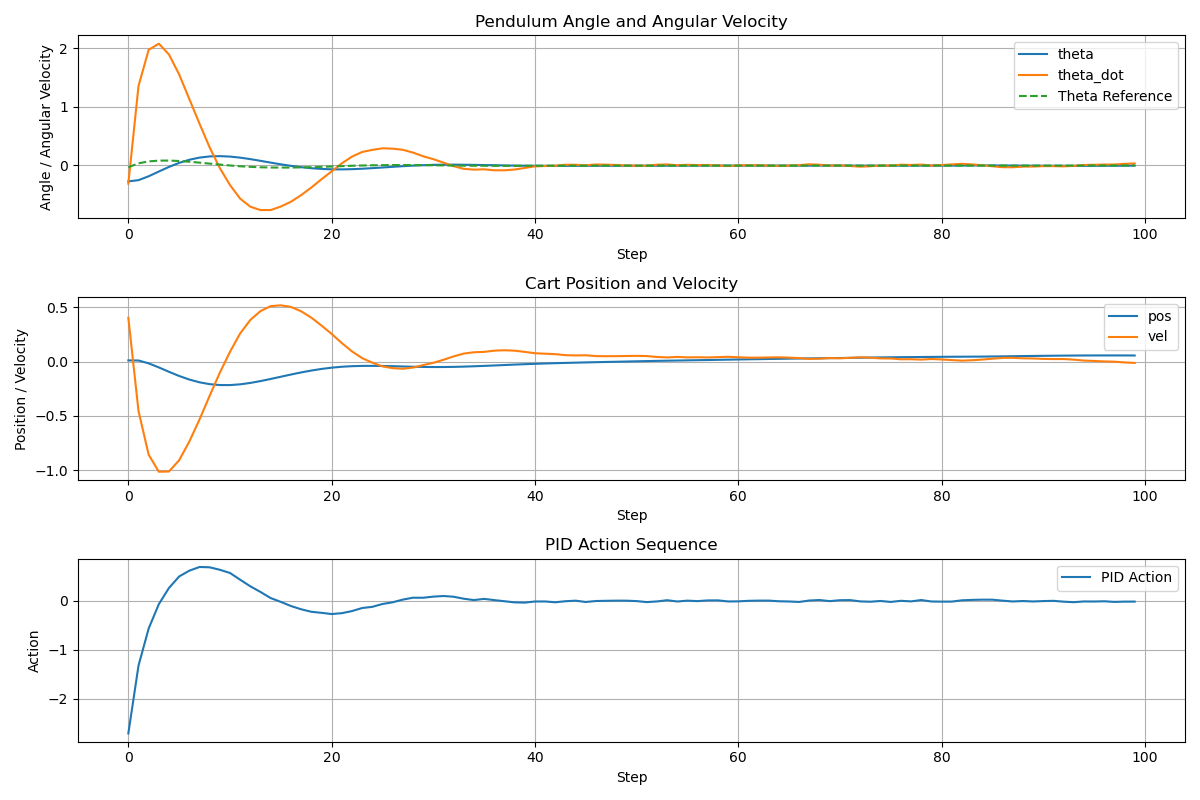 Pendulum Angle and Angular Velocity
Angle / Angular Velocity
2
1
0
theta
theta_dot
Theta Reference
0 20 40 60 80 100
Step
Cart Position and Velocity
Position / Velocity
0.5
0.0
−0.5
−1.0
pos
vel
0 20 40 60 80 100
Step
PID Action Sequence
Action
0
−1
−2
PID Action
0 20 40 60 80 100
Step